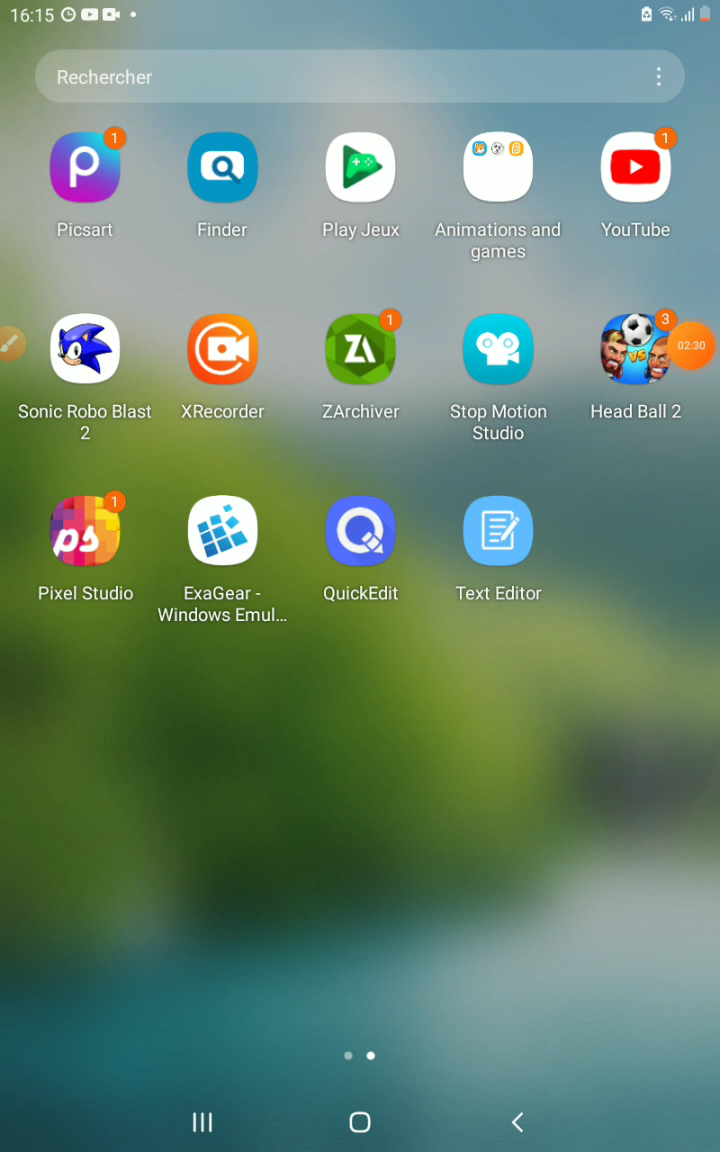 16:15
Rechercher
1
1
Picsart
Finder
Play Jeux
Animations and
games
YouTube
1
3
02:30
VS
Sonic Robo Blast
2
XRecorder
ZArchiver
Stop Motion
Studio
Head Ball 2
1
ps
Pixel Studio
ExaGear -
Windows Emul...
QuickEdit
Text Editor